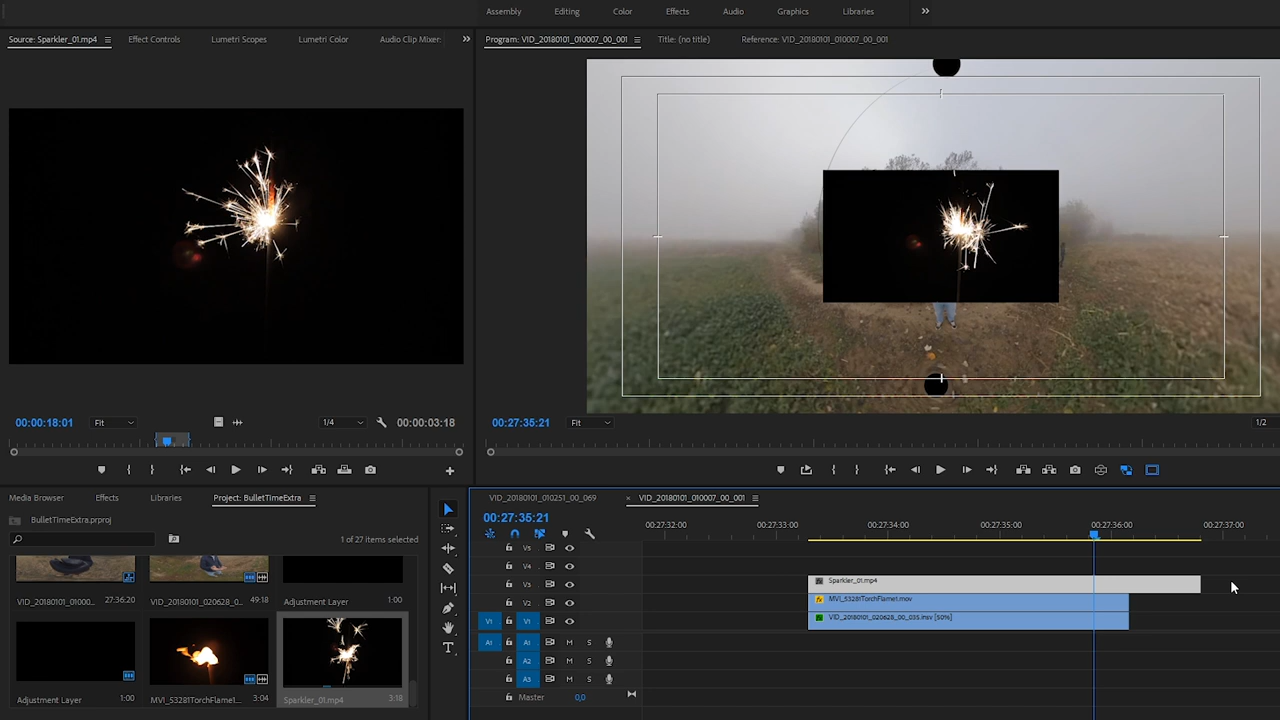 Assembly Editing Color Effects Audio Graphics Libraries
Source: Sparkler_01.mp4 Effect Controls Lumetri Scopes Lumetri Color Audio Clip Mixer:
Program: VID_20180101_010007_00_001 Title: (no title) Reference: VID_20180101_010007_00_001
00:00:18:01 Fit 1/4 00:00:03:18
00:27:35:21 Fit 1/2
Media Browser Effects Libraries Project: BulletTimeExtra
BulletTimeExtra.prproj
1 of 27 items selected
VID_20180101_0100... 27:36:20 VID_20180101_020628_0... 49:18 Adjustment Layer 1:00
Adjustment Layer 1:00 MVI_5328!TorchFlame1... 3:04 Sparkler_01.mp4 3:18
VID_20180101_010251_00_069 × VID_20180101_010007_00_001
00:27:35:21
00:27:32:00 00:27:33:00 00:27:34:00 00:27:35:00 00:27:36:00 00:27:37:00
V5
V4
V3 Sparkler_01.mp4
V2 MVI_5328!TorchFlame1.mov
V1 V1 VID_20180101_020628_00_035.insv [50%]
A1 A1 M S
A2 M S
A3 M S
Master 0,0